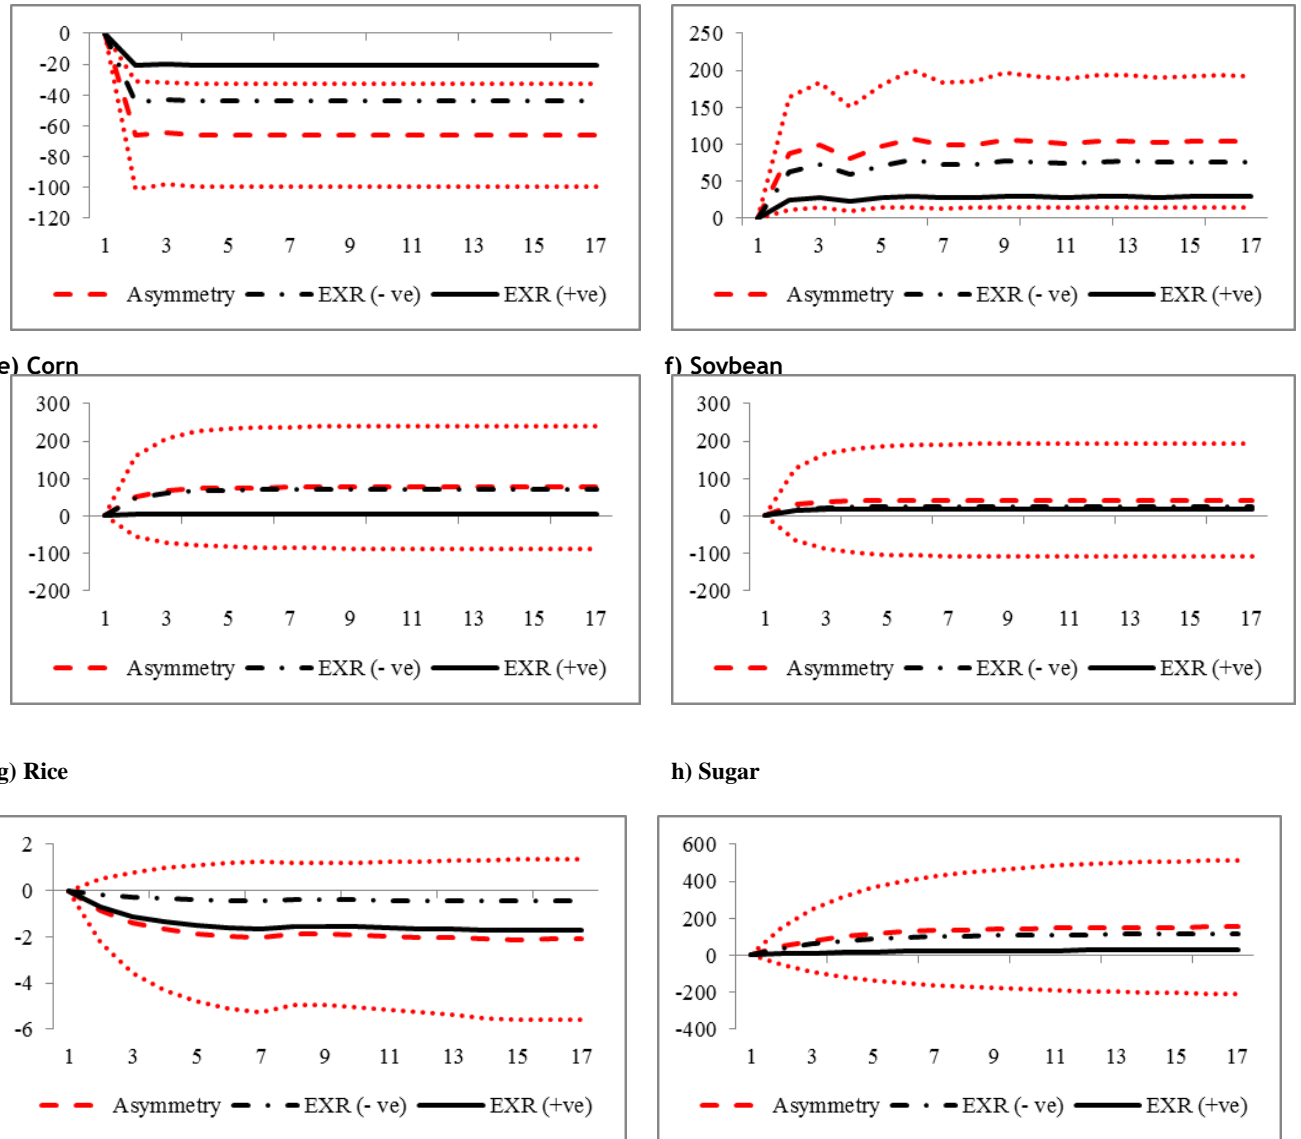 0
-20
-40
-60
-80
-100
-120
1 3 5 7 9 11 13 15 17
Asymmetry EXR (- ve) EXR (+ve)
250
200
150
100
50
0
1 3 5 7 9 11 13 15 17
Asymmetry EXR (- ve) EXR (+ve)
e) Corn
f) Soybean
300
200
100
0
-100
-200
1 3 5 7 9 11 13 15 17
Asymmetry EXR (- ve) EXR (+ve)
300
200
100
0
-100
-200
1 3 5 7 9 11 13 15 17
Asymmetry EXR (- ve) EXR (+ve)
g) Rice
h) Sugar
2
0
-2
-4
-6
1 3 5 7 9 11 13 15 17
Asymmetry EXR (- ve) EXR (+ve)
600
400
200
0
-200
-400
1 3 5 7 9 11 13 15 17
Asymmetry EXR (- ve) EXR (+ve)